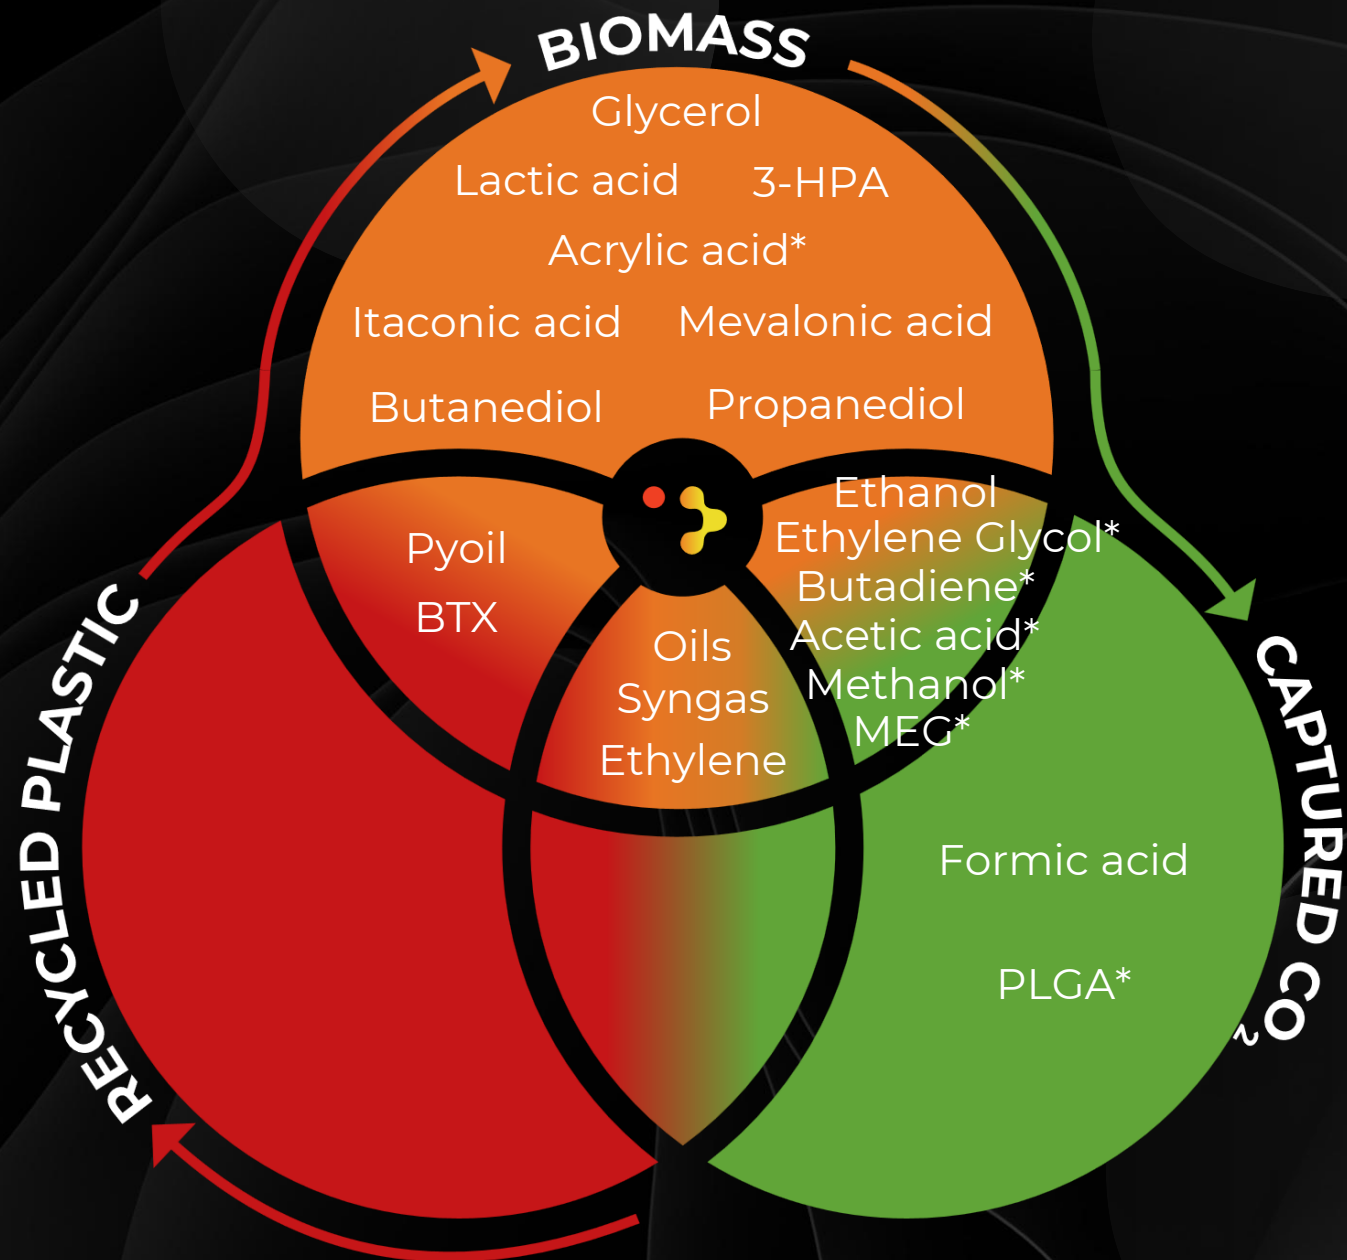 BIOMASS
Glycerol
Lactic acid 3-HPA
Acrylic acid*
Itaconic acid Mevalonic acid
Butanediol Propanediol
Pyoil
BTX
Ethanol
Ethylene Glycol*
Butadiene*
Acetic acid*
Methanol*
MEG*
Oils
Syngas
Ethylene
RECYCLED PLASTIC
CAPTURED CO₂
Formic acid
PLGA*